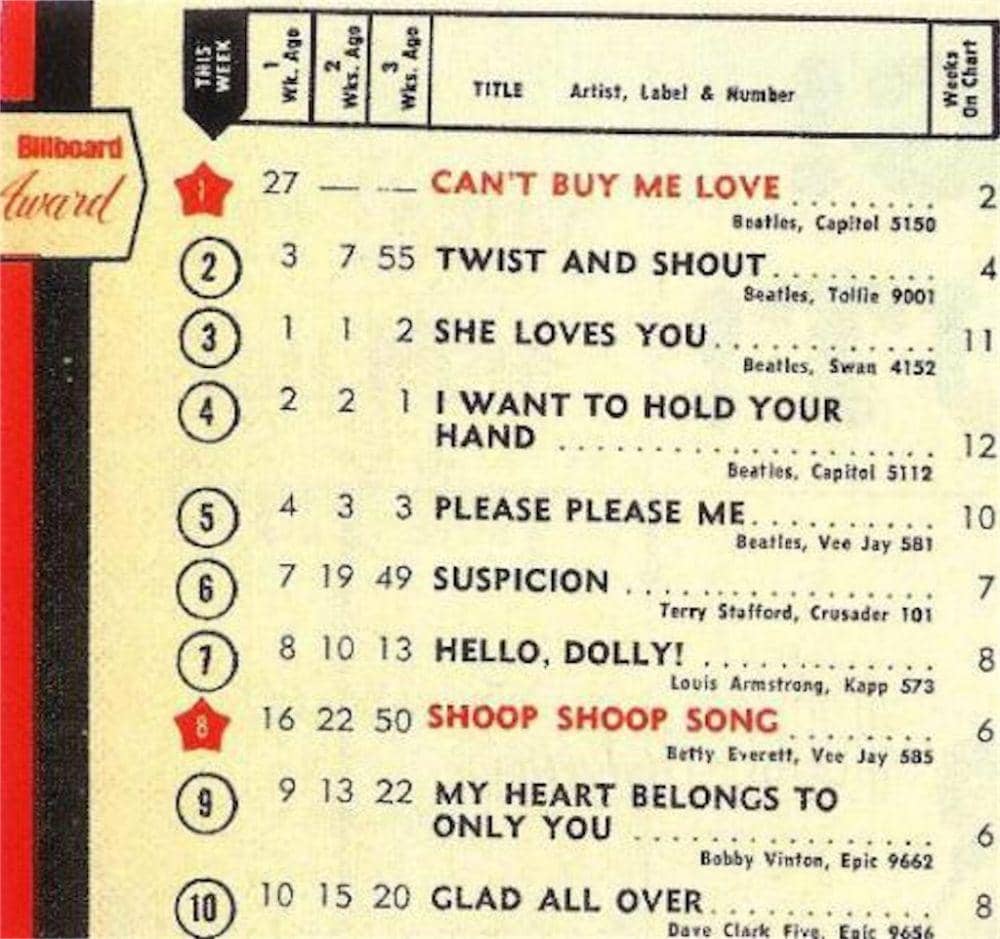 THIS WEEK
1 Wk. Ago
2 Wks. Ago
3 Wks. Ago
TITLE Artist, Label & Number
Weeks On Chart
Billboard
Award
1 27 — — CAN'T BUY ME LOVE ........ 2
Beatles, Capitol 5150
2 3 7 55 TWIST AND SHOUT......... 4
Beatles, Tollie 9001
3 1 1 2 SHE LOVES YOU............ 11
Beatles, Swan 4152
4 2 2 1 I WANT TO HOLD YOUR
HAND .................... 12
Beatles, Capitol 5112
5 4 3 3 PLEASE PLEASE ME.......... 10
Beatles, Vee Jay 581
6 7 19 49 SUSPICION ................ 7
Terry Stafford, Crusader 101
7 8 10 13 HELLO, DOLLY! ............. 8
Louis Armstrong, Kapp 573
8 16 22 50 SHOOP SHOOP SONG ........ 6
Betty Everett, Vee Jay 585
9 9 13 22 MY HEART BELONGS TO
ONLY YOU ................ 6
Bobby Vinton, Epic 9662
10 10 15 20 GLAD ALL OVER............ 8
Dave Clark Five, Epic 9656